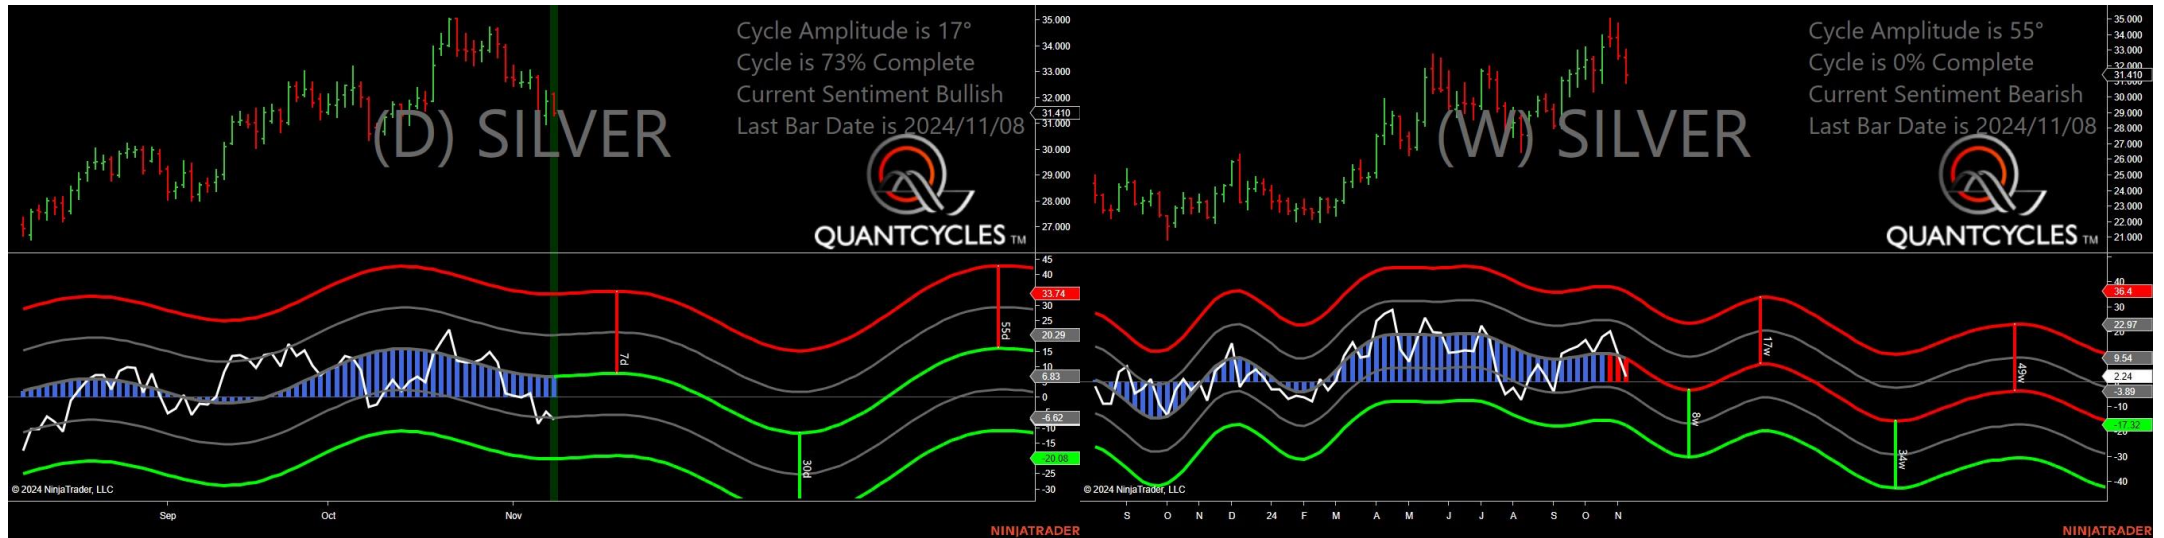 Cycle Amplitude is 17°
Cycle is 73% Complete
Current Sentiment Bullish
Last Bar Date is 2024/11/08
(D) SILVER
QUANTCYCLES TM
35.000
34.000
33.000
32.000
31.410
31.000
30.000
29.000
28.000
27.000
45
40
33.74
30
25
20.29
15
10
6.83
0
-6.62
-10
-15
-20.08
-25
-30
7d
30d
55d
© 2024 NinjaTrader, LLC
Sep Oct Nov
NINJATRADER
Cycle Amplitude is 55°
Cycle is 0% Complete
Current Sentiment Bearish
Last Bar Date is 2024/11/08
(W) SILVER
QUANTCYCLES TM
35.000
34.000
33.000
32.000
31.410
30.000
29.000
28.000
27.000
26.000
25.000
24.000
23.000
22.000
21.000
40
36.4
30
22.97
20
9.54
2.24
-3.89
-10
-17.32
-20
-30
-40
8w
17w
34w
49w
© 2024 NinjaTrader, LLC
S O N D 24 F M A M J J A S O N
NINJATRADER